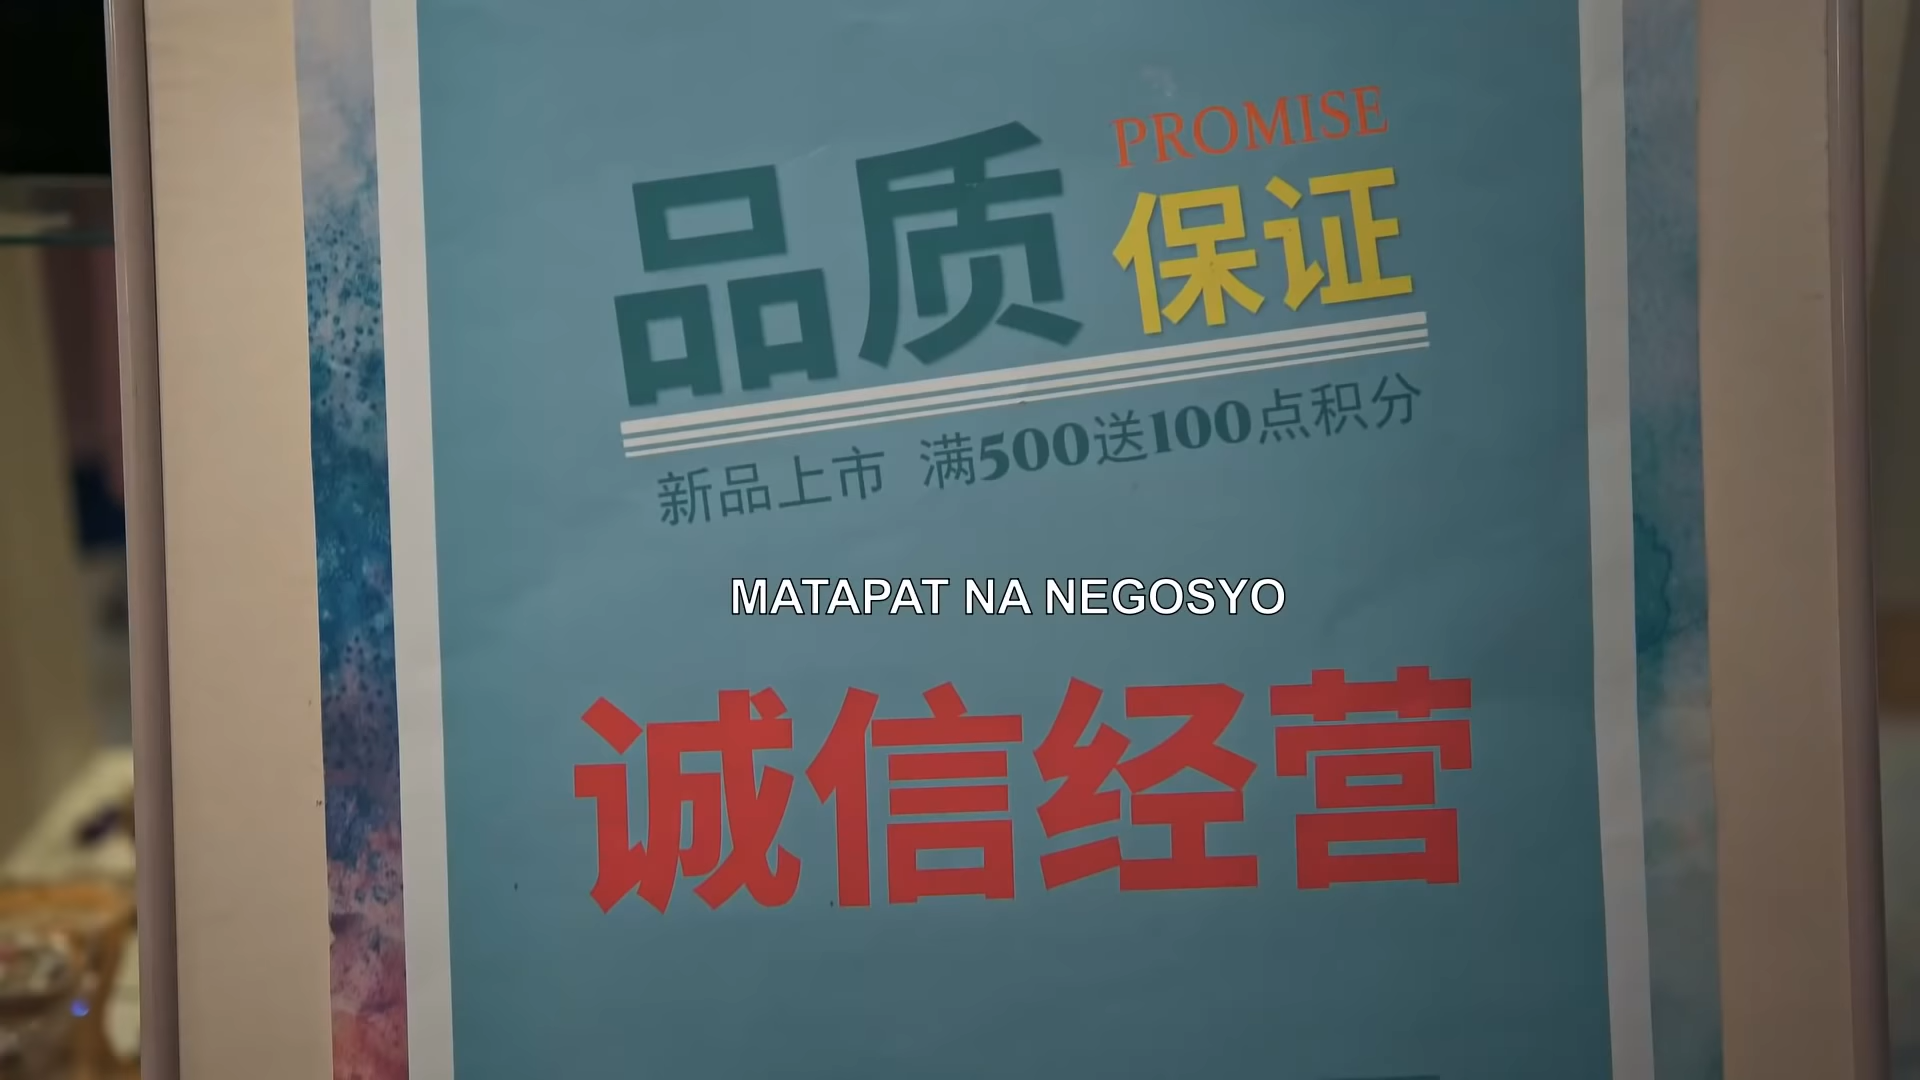 PROMISE
品质保证
新品上市 满500送100点积分
MATAPAT NA NEGOSYO
诚信经营